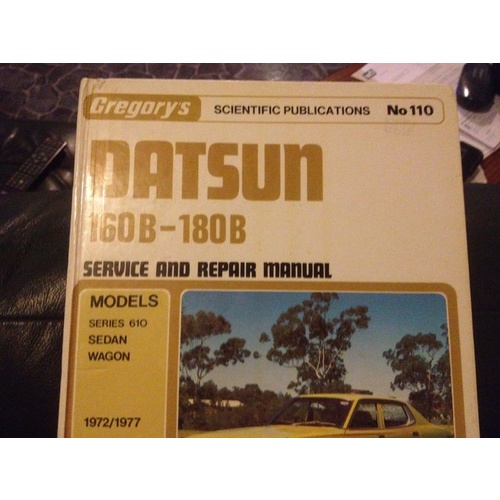 Gregory's SCIENTIFIC PUBLICATIONS No 110
DATSUN
160B-180B
SERVICE AND REPAIR MANUAL
MODELS
SERIES 610
SEDAN
WAGON
1972/1977